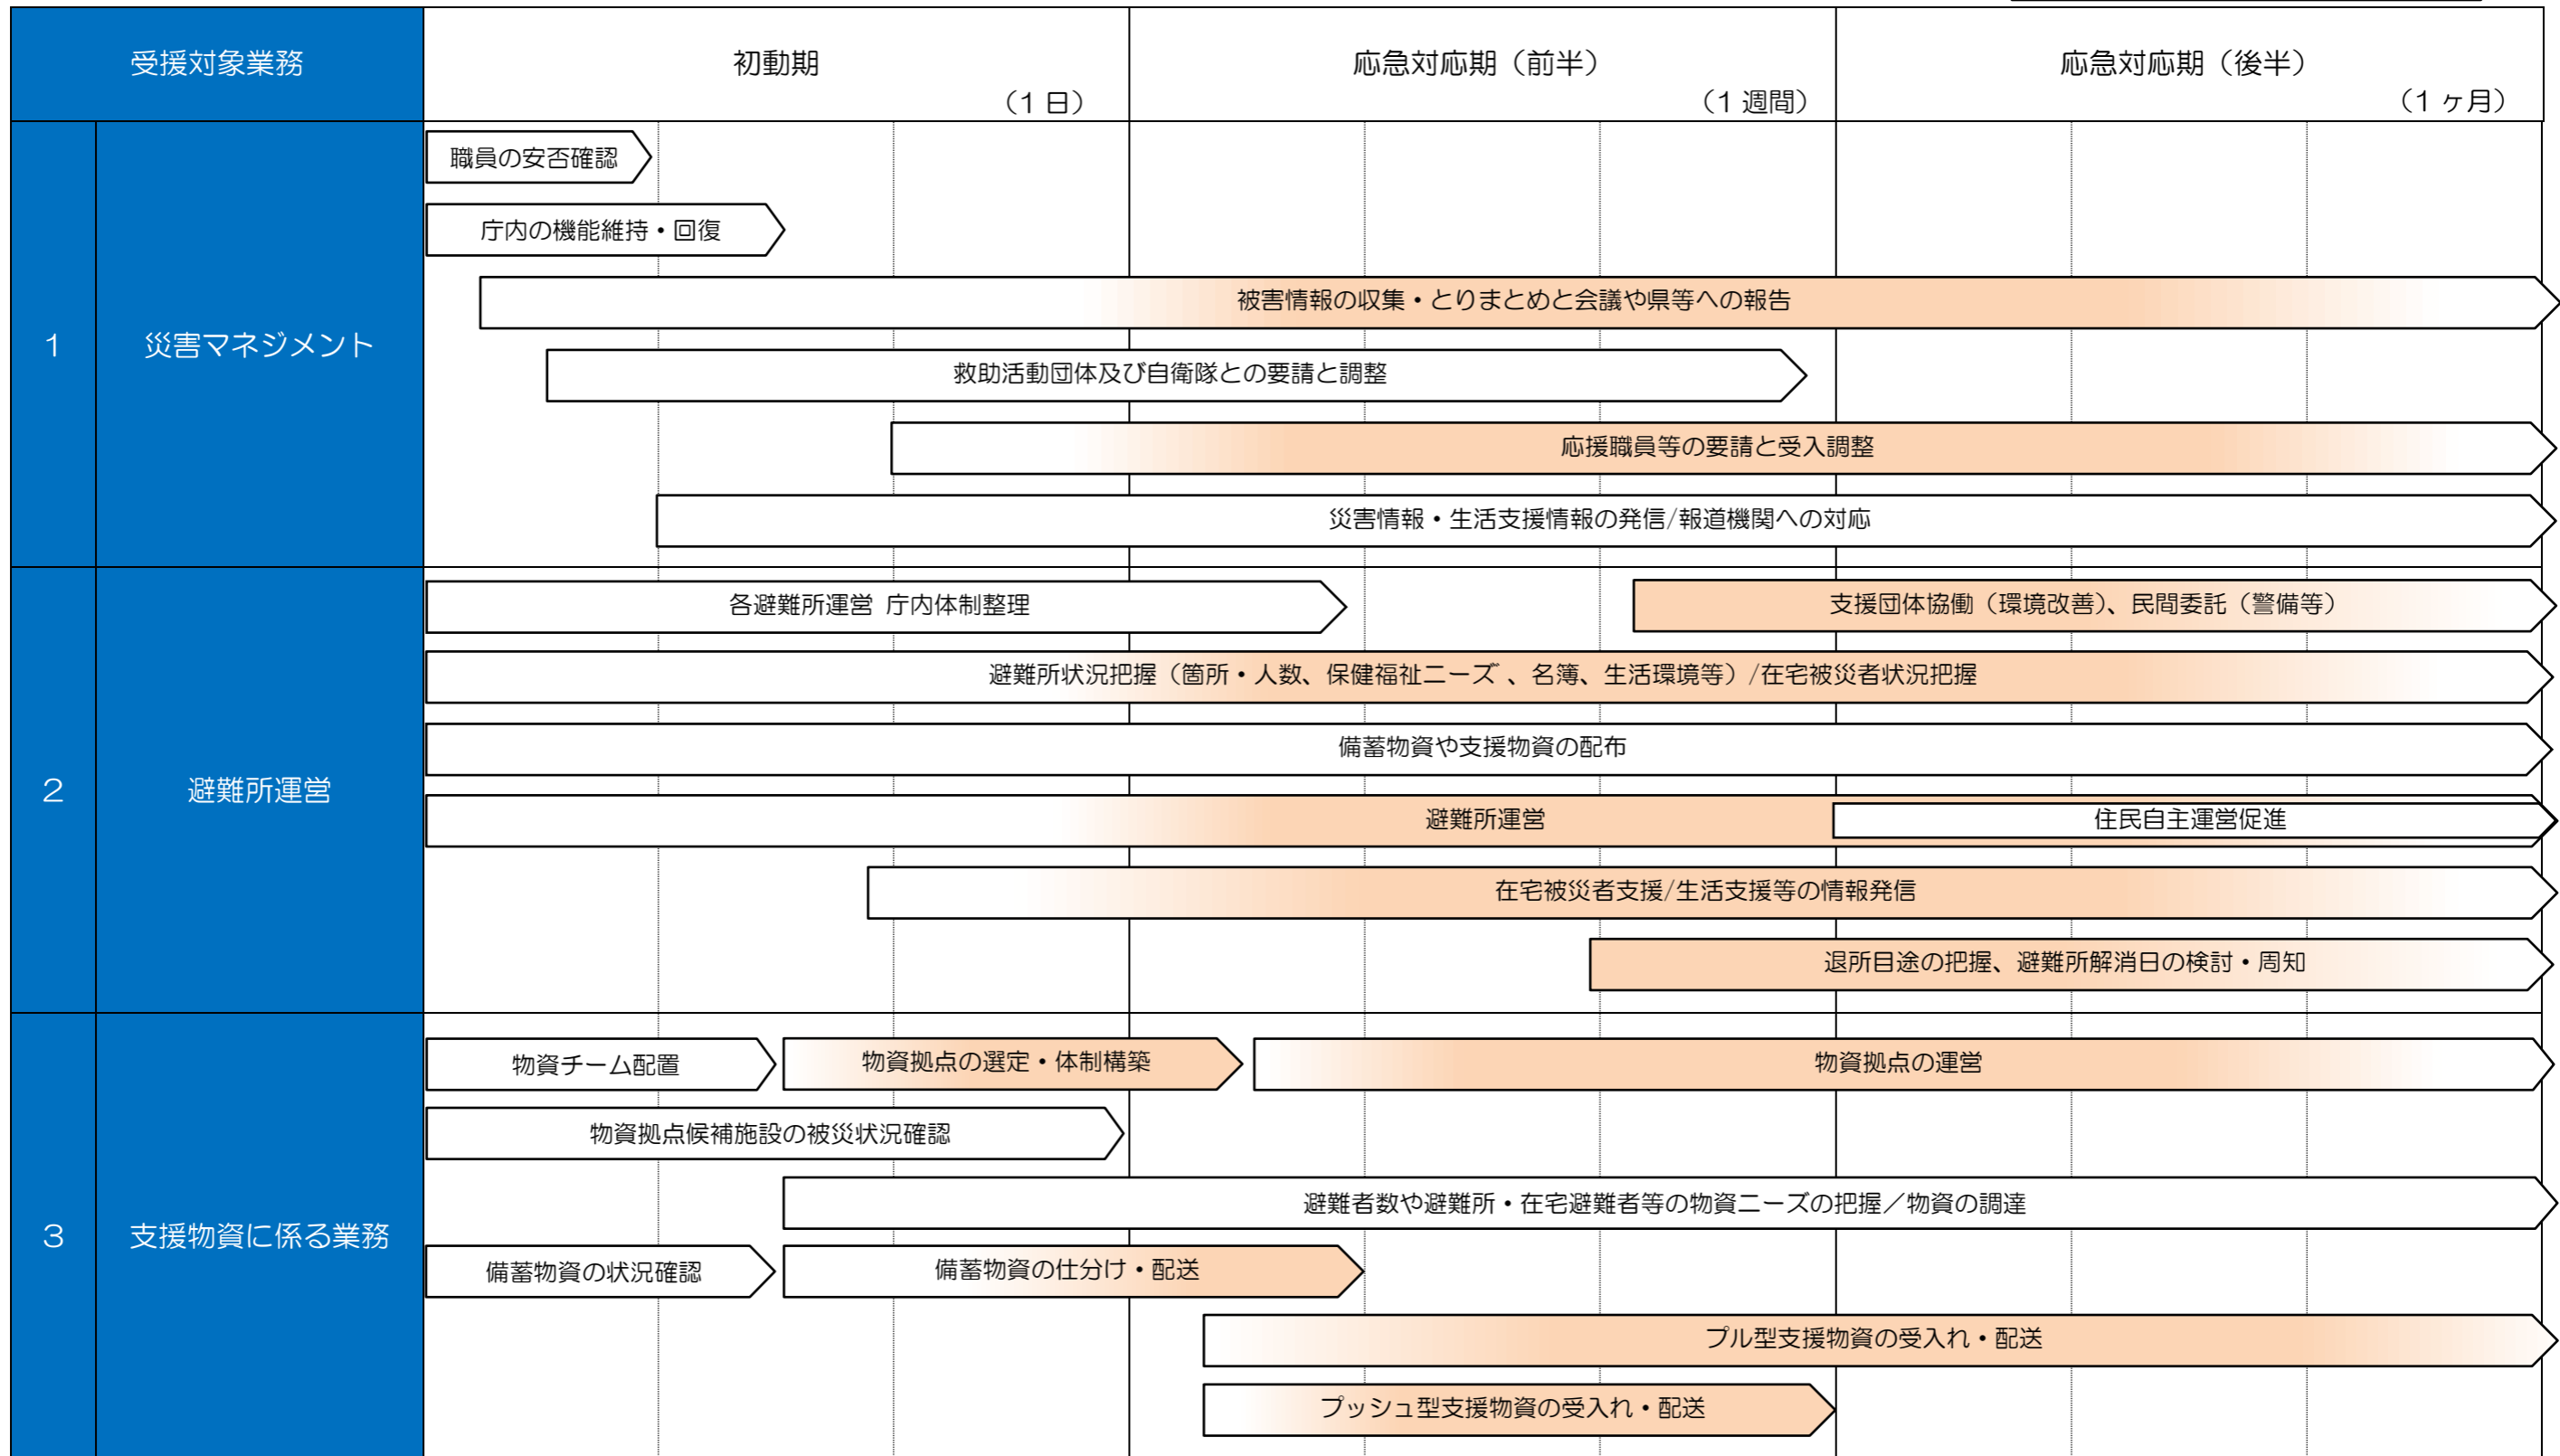 受援対象業務
初動期
（1日）
応急対応期（前半）
（1週間）
応急対応期（後半）
（1ヶ月）
1
災害マネジメント
職員の安否確認
庁内の機能維持・回復
被害情報の収集・とりまとめと会議や県等への報告
救助活動団体及び自衛隊との要請と調整
応援職員等の要請と受入調整
災害情報・生活支援情報の発信/報道機関への対応
2
避難所運営
各避難所運営 庁内体制整理
支援団体協働（環境改善）、民間委託（警備等）
避難所状況把握（箇所・人数、保健福祉ニーズ、名簿、生活環境等）/在宅被災者状況把握
備蓄物資や支援物資の配布
避難所運営
住民自主運営促進
在宅被災者支援/生活支援等の情報発信
退所目途の把握、避難所解消日の検討・周知
3
支援物資に係る業務
物資チーム配置
物資拠点の選定・体制構築
物資拠点の運営
物資拠点候補施設の被災状況確認
避難者数や避難所・在宅避難者等の物資ニーズの把握／物資の調達
備蓄物資の状況確認
備蓄物資の仕分け・配送
プル型支援物資の受入れ・配送
プッシュ型支援物資の受入れ・配送